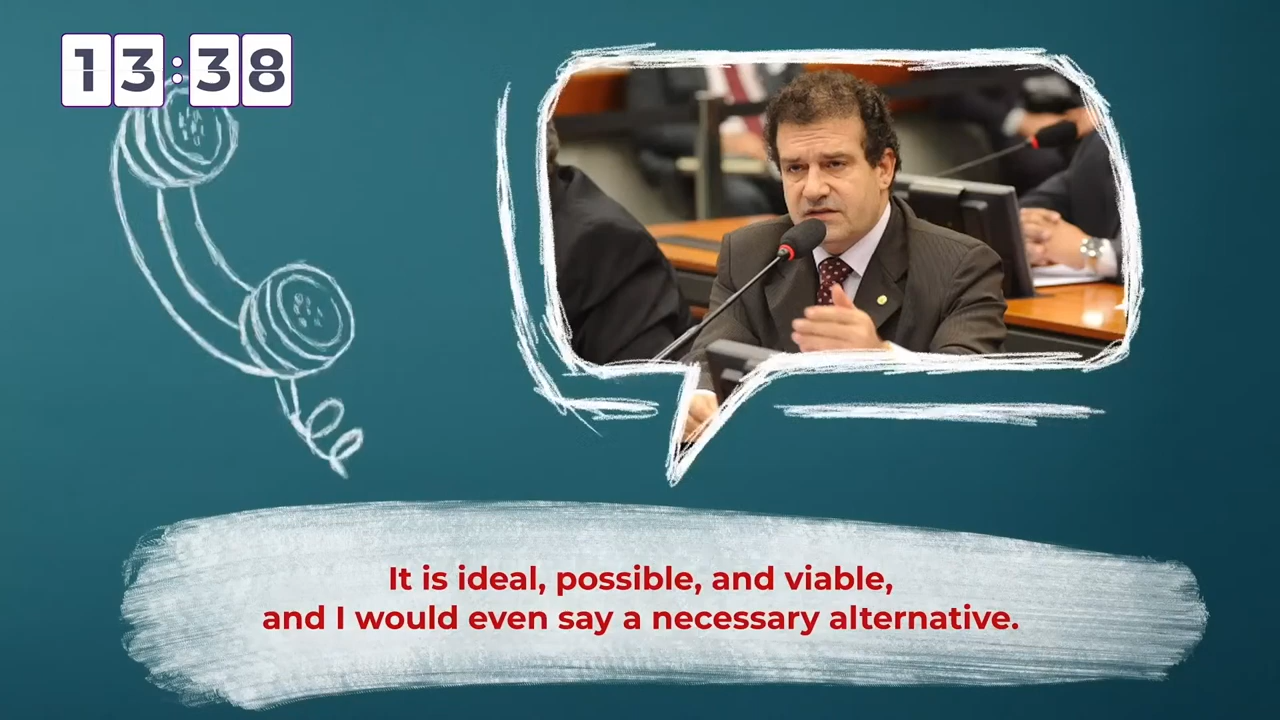 13:38
It is ideal, possible, and viable,
and I would even say a necessary alternative.